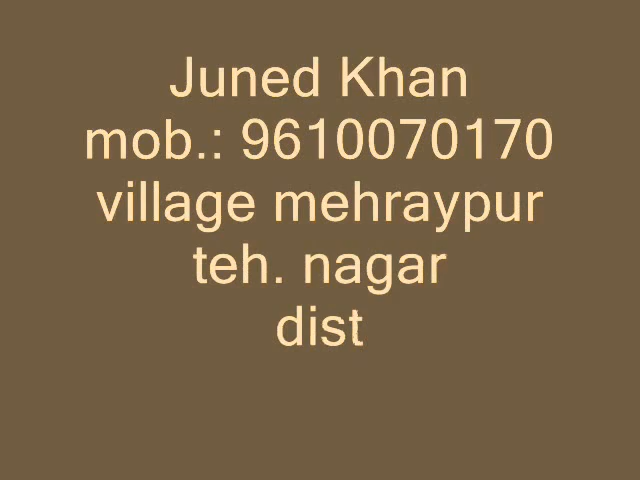 Juned Khan
mob.: 9610070170
village mehraypur
teh. nagar
dist